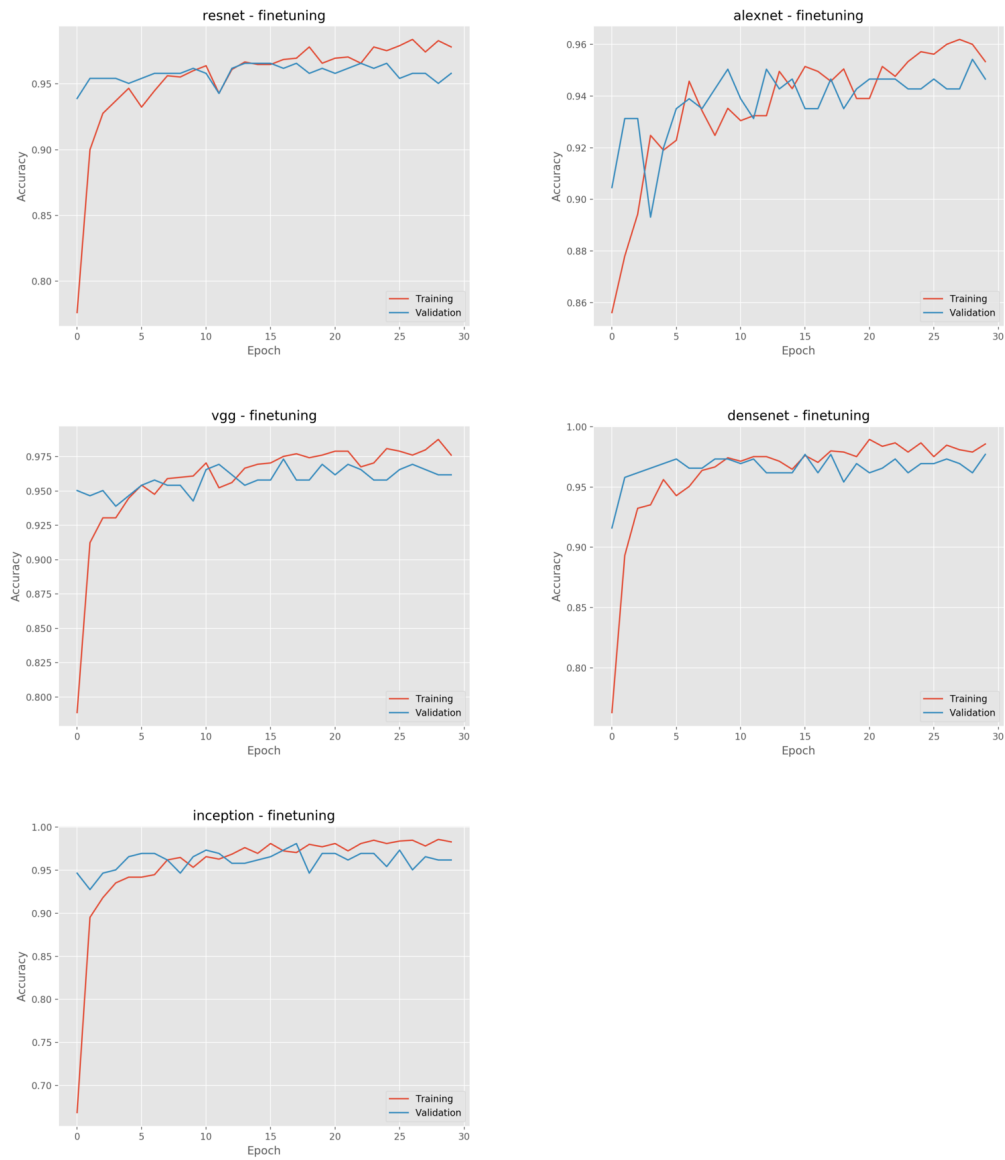 resnet - finetuning
Accuracy
0.95
0.90
0.85
0.80
0 5 10 15 20 25 30
Epoch
Training
Validation
alexnet - finetuning
Accuracy
0.96
0.94
0.92
0.90
0.88
0.86
0 5 10 15 20 25 30
Epoch
Training
Validation
vgg - finetuning
Accuracy
0.975
0.950
0.925
0.900
0.875
0.850
0.825
0.800
0 5 10 15 20 25 30
Epoch
Training
Validation
densenet - finetuning
Accuracy
1.00
0.95
0.90
0.85
0.80
0 5 10 15 20 25 30
Epoch
Training
Validation
inception - finetuning
Accuracy
1.00
0.95
0.90
0.85
0.80
0.75
0.70
0 5 10 15 20 25 30
Epoch
Training
Validation